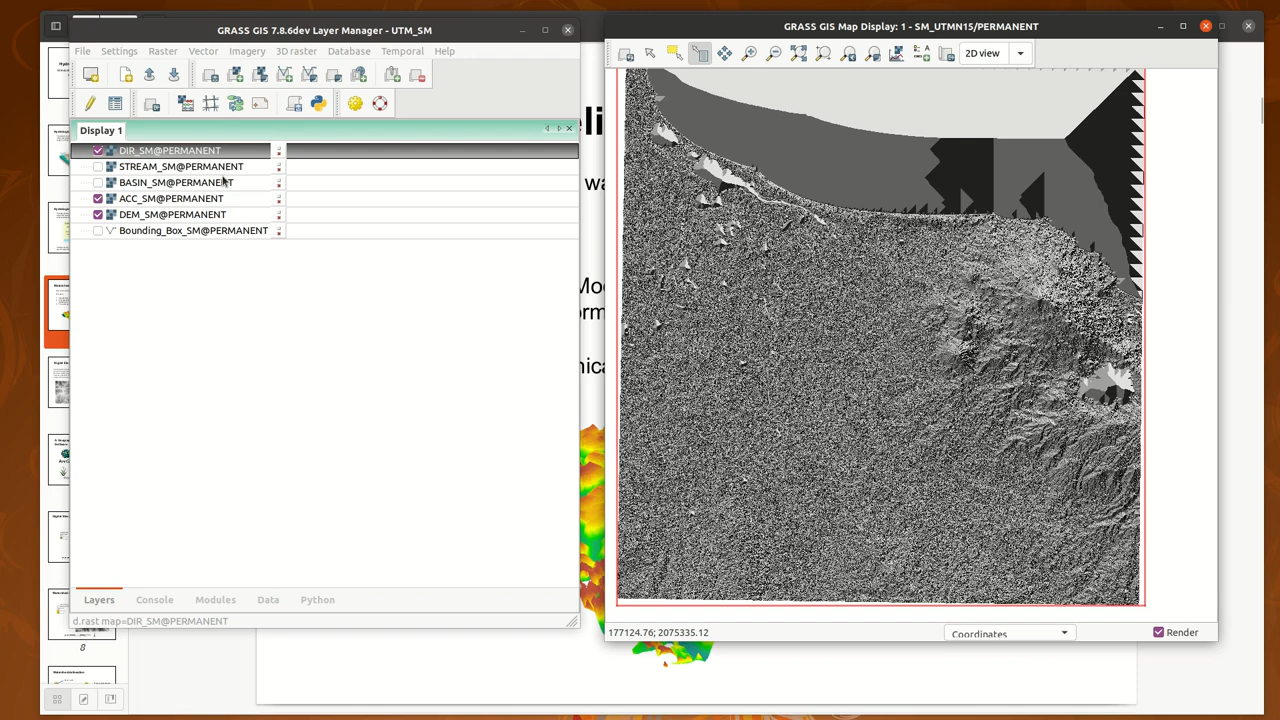 GRASS GIS 7.8.6dev Layer Manager - UTM_SM
File Settings Raster Vector Imagery 3D raster Database Temporal Help
Display 1
DIR_SM@PERMANENT
STREAM_SM@PERMANENT
BASIN_SM@PERMANENT
ACC_SM@PERMANENT
DEM_SM@PERMANENT
Bounding_Box_SM@PERMANENT
Layers Console Modules Data Python
d.rast map=DIR_SM@PERMANENT
8
GRASS GIS Map Display: 1 - SM_UTMN15/PERMANENT
2D view
177124.76; 2075335.12
Coordinates
Render